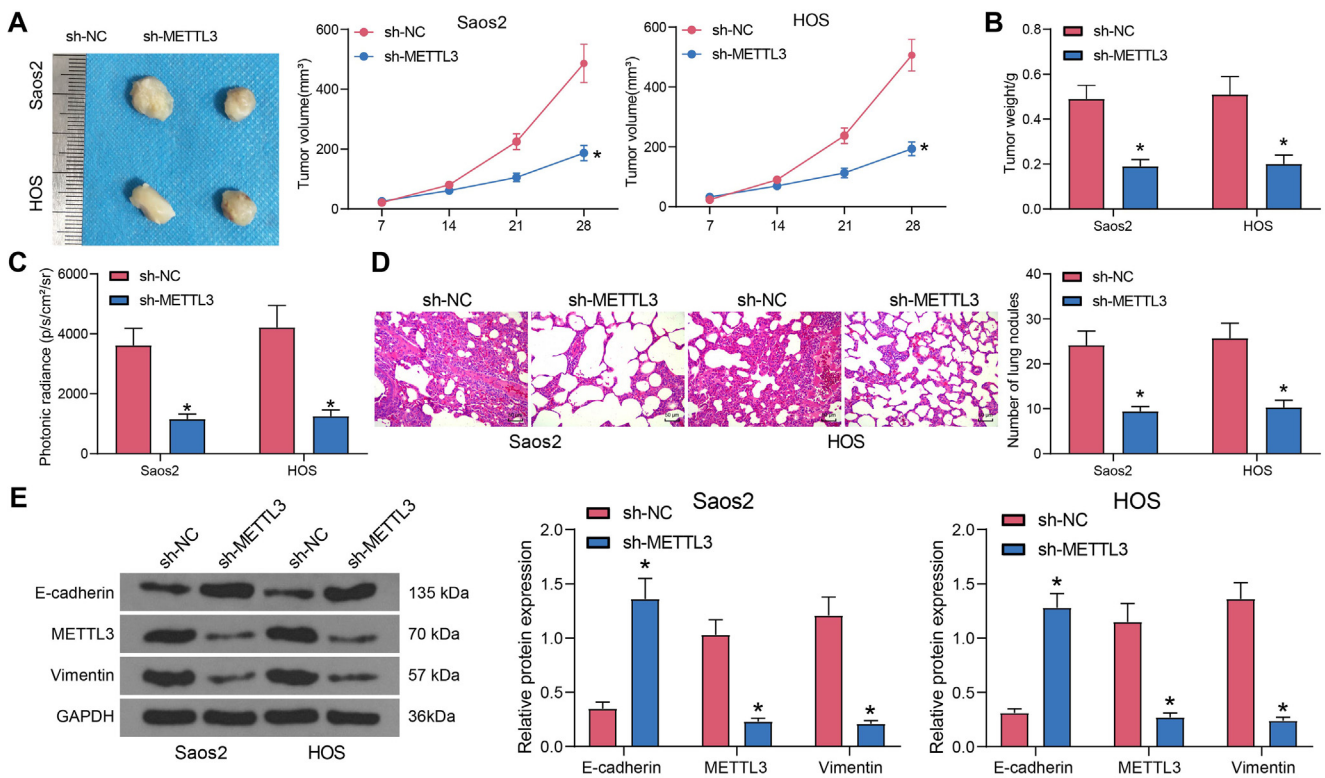 A
sh-NC sh-METTL3
Saos2
HOS
Saos2
sh-NC
sh-METTL3
Tumor volume(mm³)
600
400
200
0
7 14 21 28
*
HOS
sh-NC
sh-METTL3
Tumor volume(mm³)
600
400
200
0
7 14 21 28
*
B
sh-NC
sh-METTL3
Tumor weight/g
0.8
0.6
0.4
0.2
0.0
* *
Saos2 HOS
C
sh-NC
sh-METTL3
Photonic radiance (p/s/cm²/sr)
6000
4000
2000
0
* *
Saos2 HOS
D
sh-NC sh-METTL3 sh-NC sh-METTL3
50 μm
Saos2 HOS
sh-NC
sh-METTL3
Number of lung nodules
40
30
20
10
0
* *
Saos2 HOS
E
sh-NC sh-METTL3 sh-NC sh-METTL3
E-cadherin 135 kDa
METTL3 70 kDa
Vimentin 57 kDa
GAPDH 36kDa
Saos2 HOS
Saos2
sh-NC
sh-METTL3
Relative protein expression
2.0
1.5
1.0
0.5
0.0
* * *
E-cadherin METTL3 Vimentin
HOS
sh-NC
sh-METTL3
Relative protein expression
2.0
1.5
1.0
0.5
0.0
* * *
E-cadherin METTL3 Vimentin